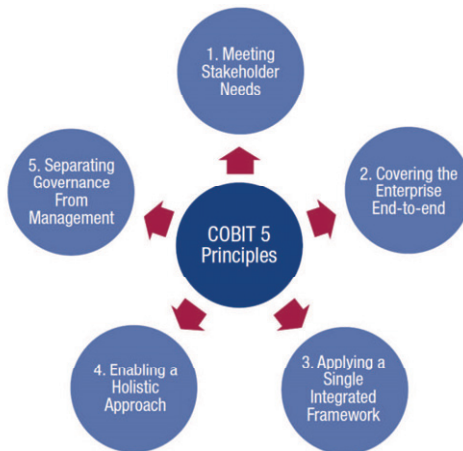 1. Meeting
Stakeholder
Needs
2. Covering the
Enterprise
End-to-end
3. Applying a
Single
Integrated
Framework
4. Enabling a
Holistic
Approach
5. Separating
Governance
From
Management
COBIT 5
Principles